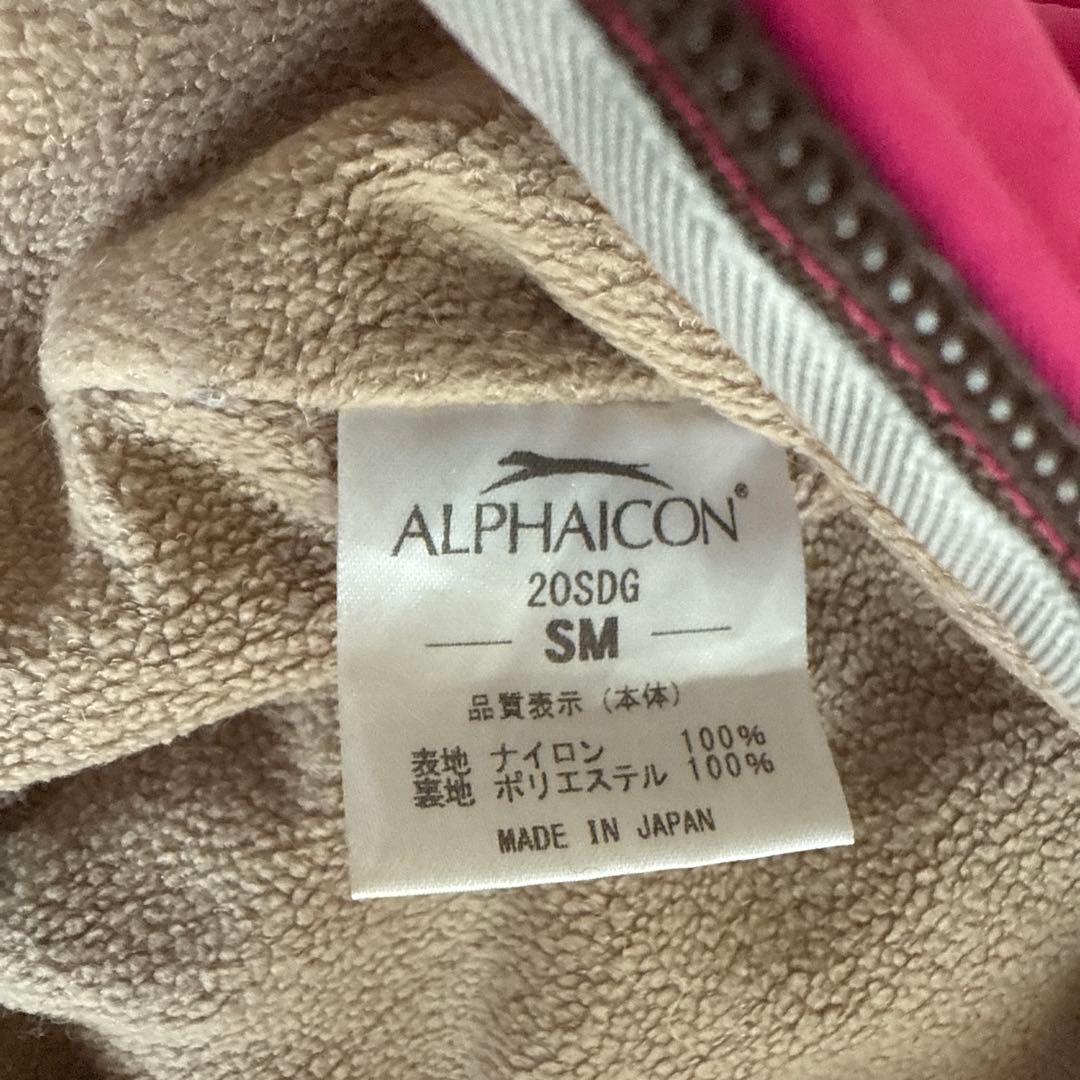 ALPHAICON®
20SDG
SM
品質表示 (本体)
表地 ナイロン 100%
裏地 ポリエステル 100%
MADE IN JAPAN